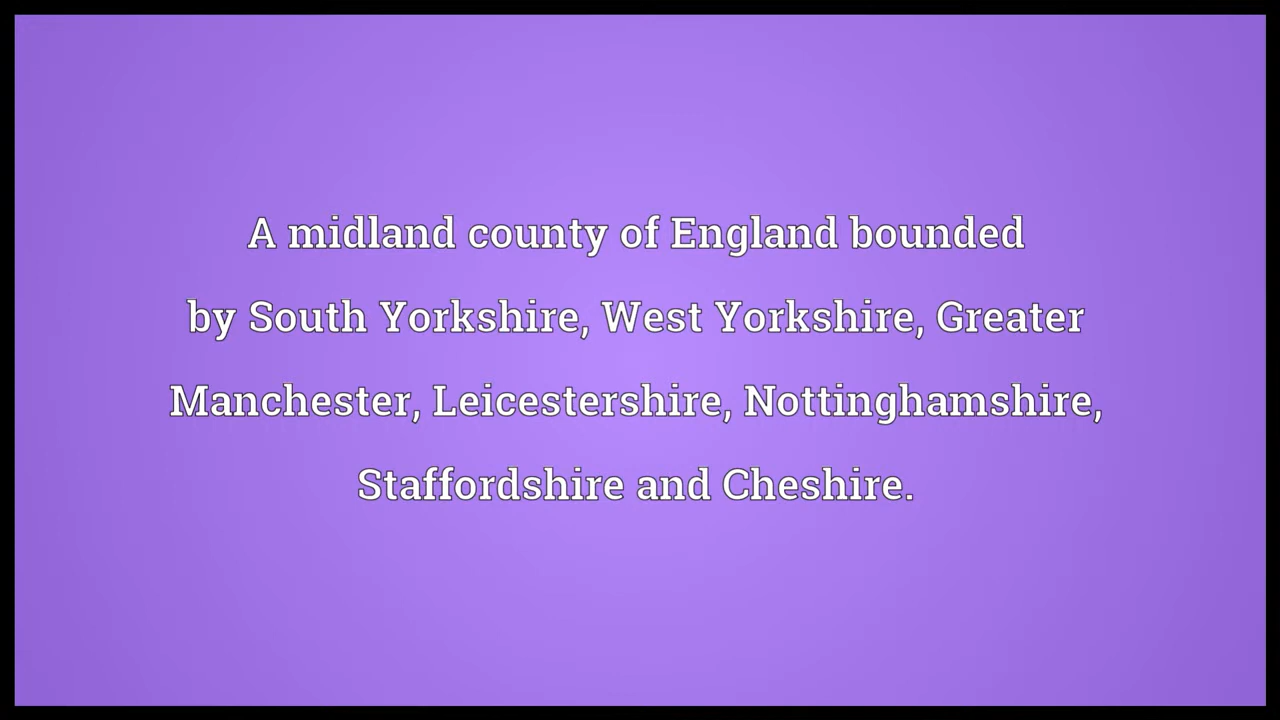 A midland county of England bounded
by South Yorkshire, West Yorkshire, Greater
Manchester, Leicestershire, Nottinghamshire,
Staffordshire and Cheshire.